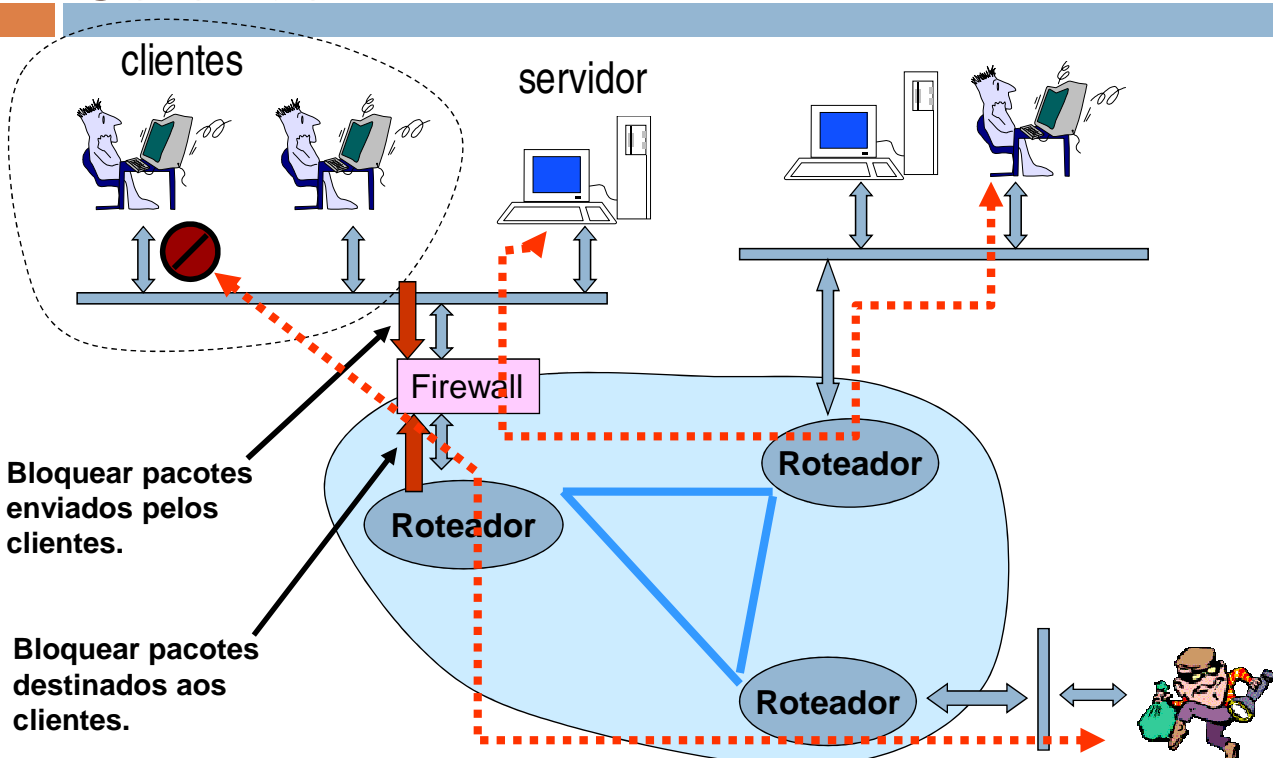 clientes
servidor
Firewall
Roteador
Bloquear pacotes
enviados pelos
clientes.
Roteador
Bloquear pacotes
destinados aos
clientes.
Roteador